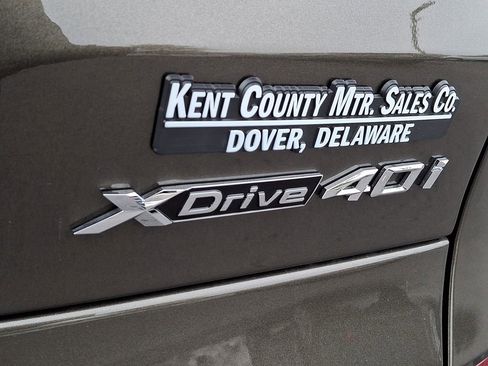 KENT COUNTY MTR. SALES CO.
DOVER, DELAWARE
XDrive 40i